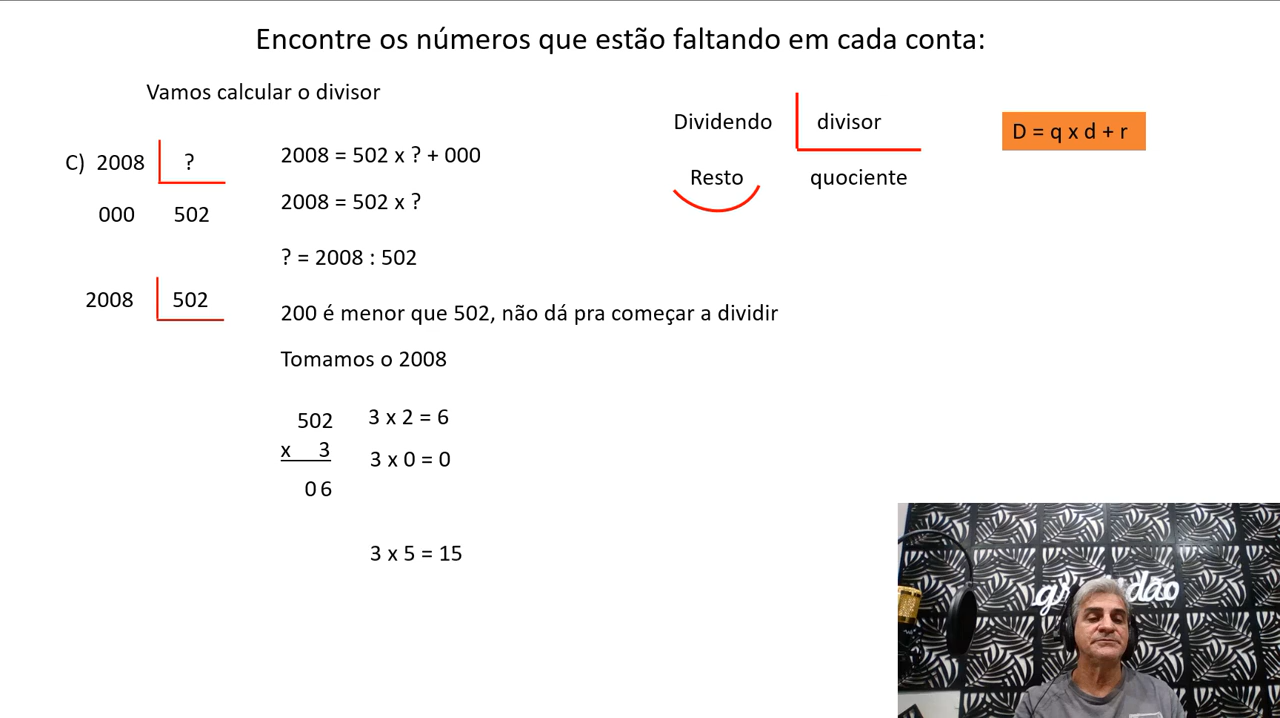 Encontre os números que estão faltando em cada conta:
Vamos calcular o divisor
Dividendo divisor
Resto quociente
D = q x d + r
C) 2008 ?
000 502
2008 = 502 x ? + 000
2008 = 502 x ?
? = 2008 : 502
2008 502
200 é menor que 502, não dá pra começar a dividir
Tomamos o 2008
502
x 3
06
3 x 2 = 6
3 x 0 = 0
3 x 5 = 15